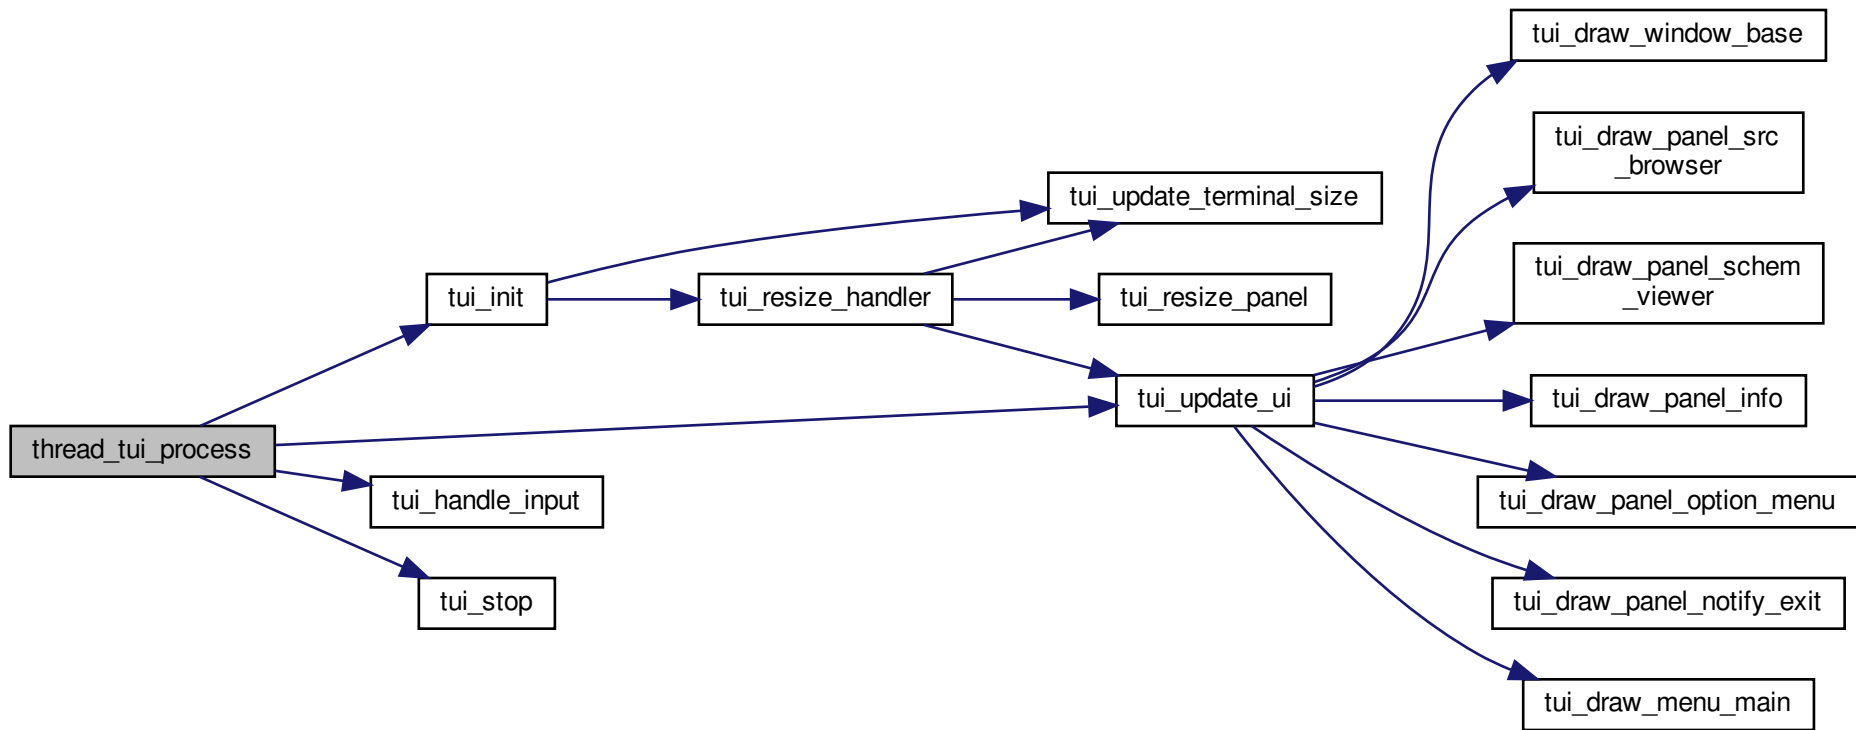 tui_draw_window_base
tui_draw_panel_src
_browser
tui_update_terminal_size
tui_draw_panel_schem
_viewer
tui_init
tui_resize_handler
tui_resize_panel
tui_update_ui
tui_draw_panel_info
thread_tui_process
tui_handle_input
tui_draw_panel_option_menu
tui_stop
tui_draw_panel_notify_exit
tui_draw_menu_main